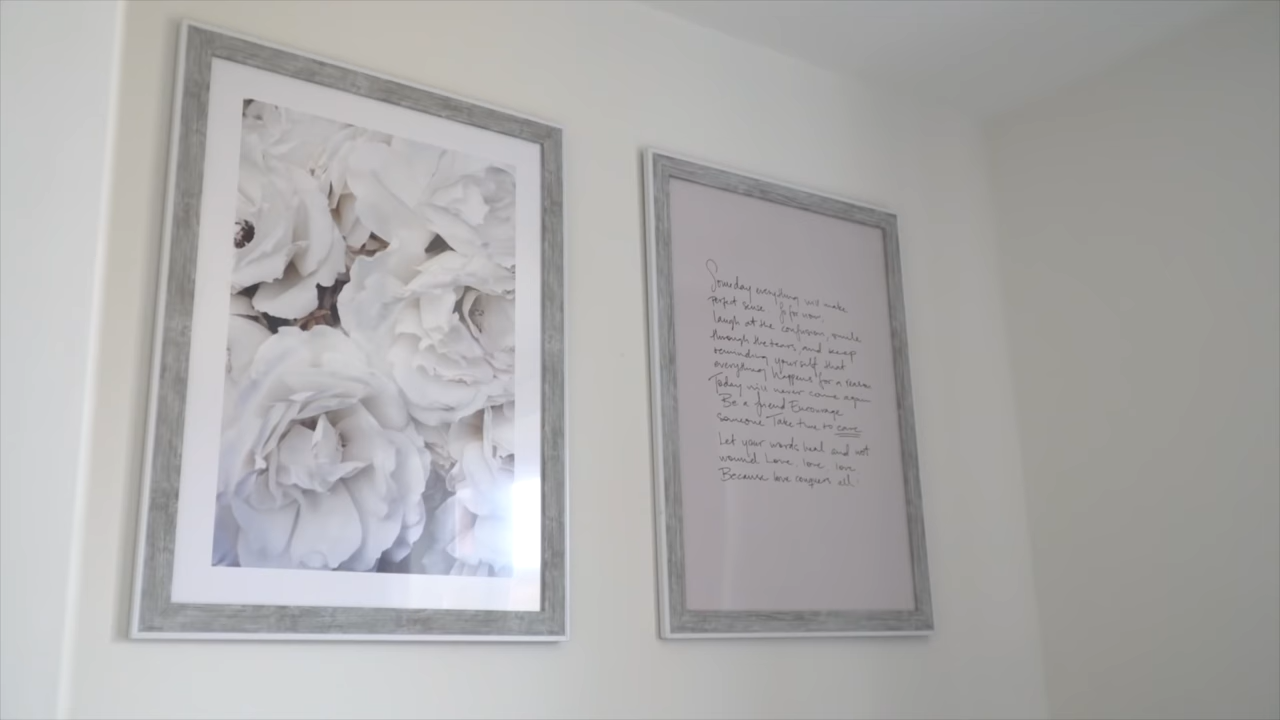 Someday everything will make
perfect sense So for now,
laugh at the confusion, smile
through the tears, and keep
reminding yourself that
everything happens for a reason
Today will never come again
Be a friend Encourage
someone Take time to care
Let your words heal and not
wound Love, love, love
Because love conquers all.